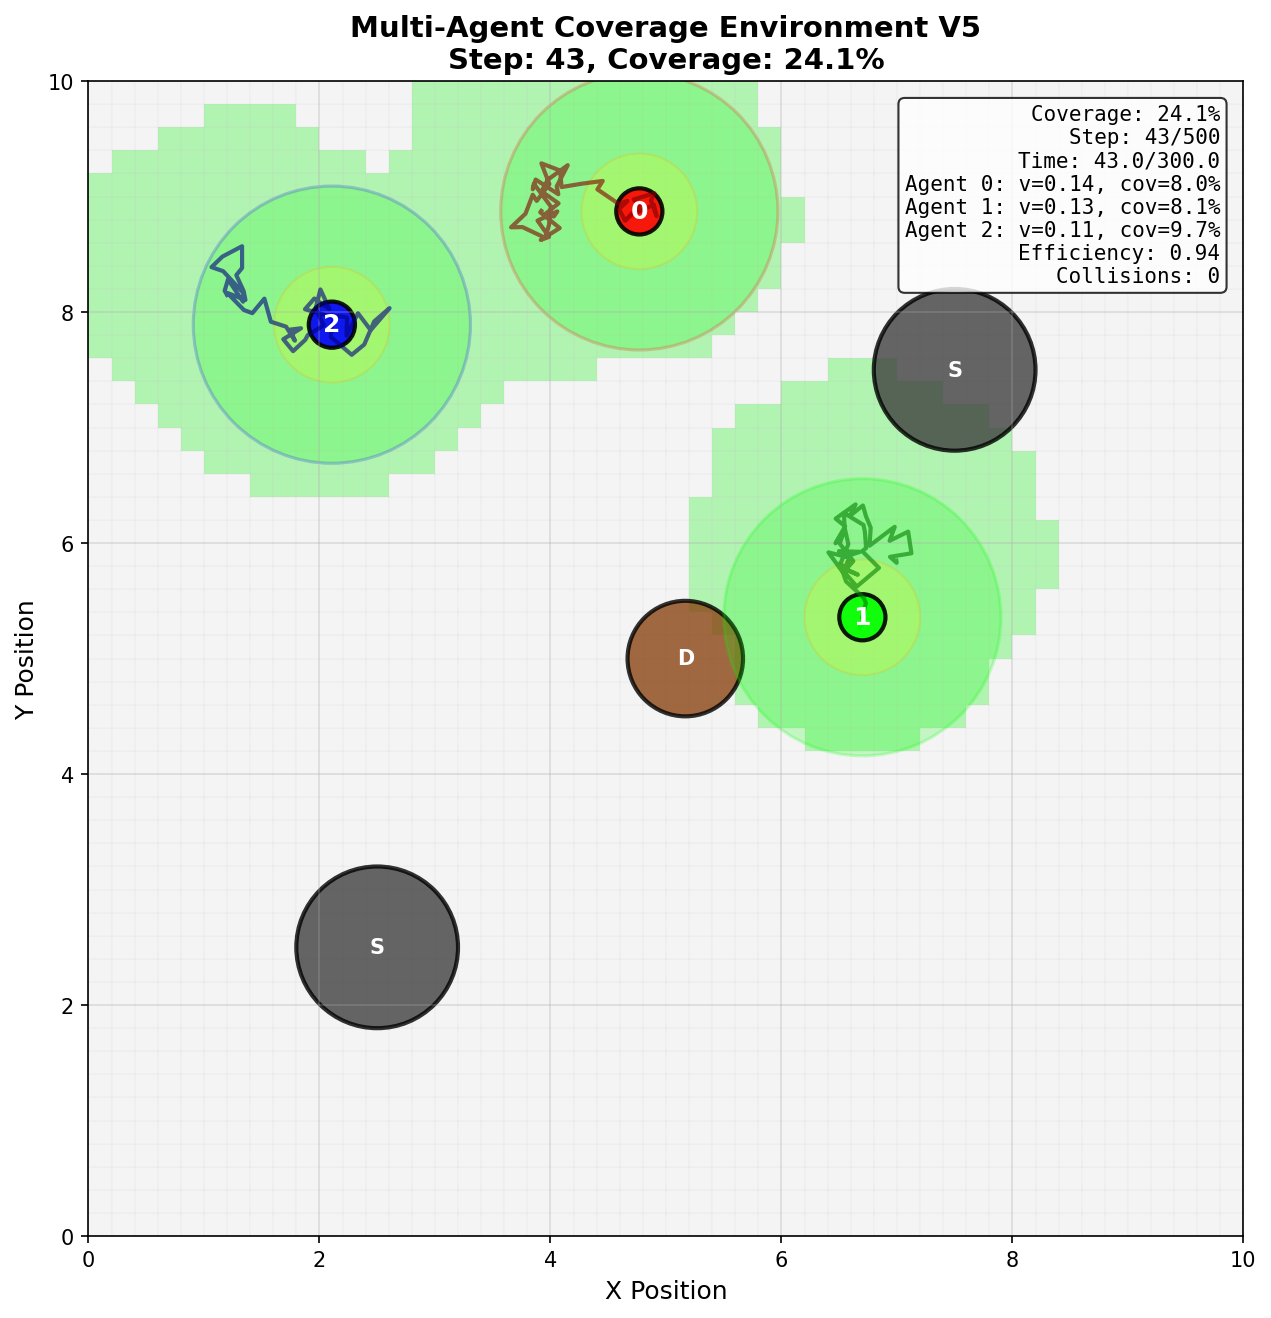 Multi-Agent Coverage Environment V5
Step: 43, Coverage: 24.1%
10
Coverage: 24.1%
Step: 43/500
Time: 43.0/300.0
Agent 0: v=0.14, cov=8.0%
Agent 1: v=0.13, cov=8.1%
Agent 2: v=0.11, cov=9.7%
Efficiency: 0.94
Collisions: 0
0
8
2
S
6
1
D
Y Position
4
S
2
0
0 2 4 6 8 10
X Position